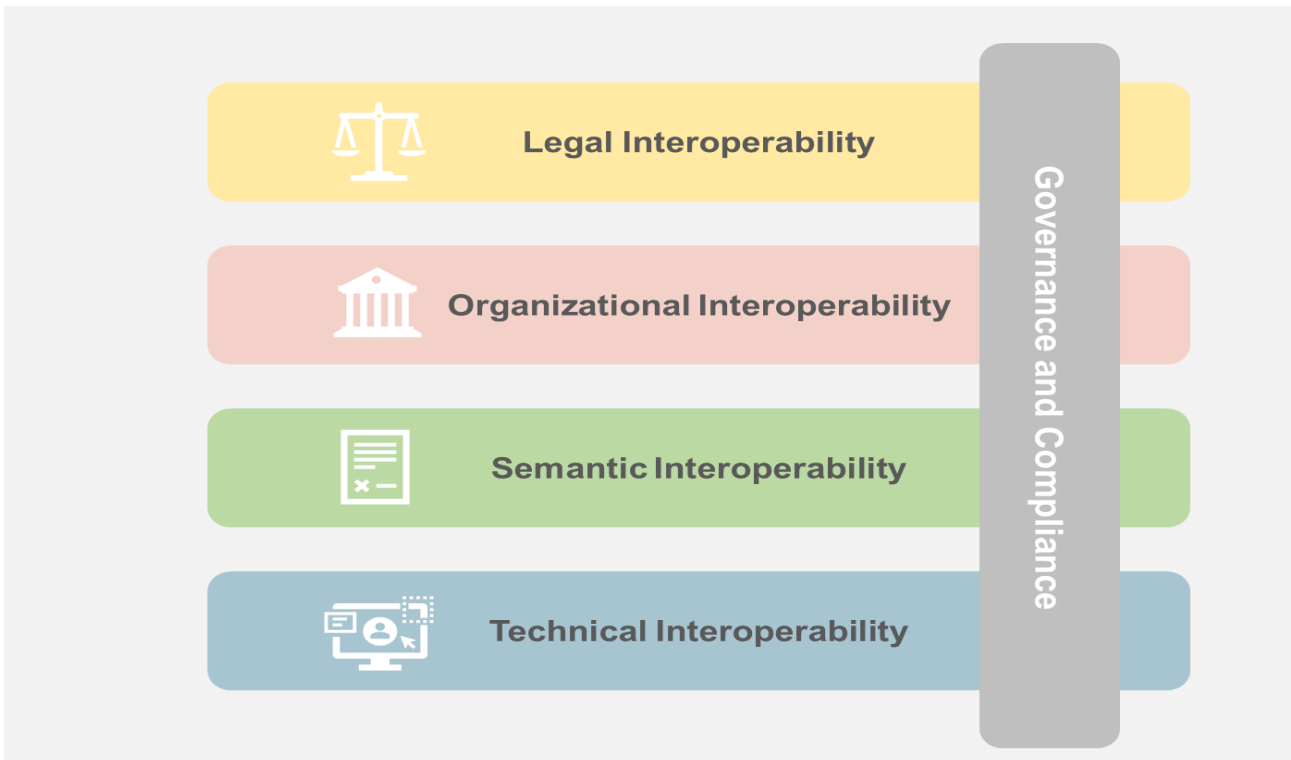 Legal Interoperability
Organizational Interoperability
Semantic Interoperability
Technical Interoperability
Governance and Compliance